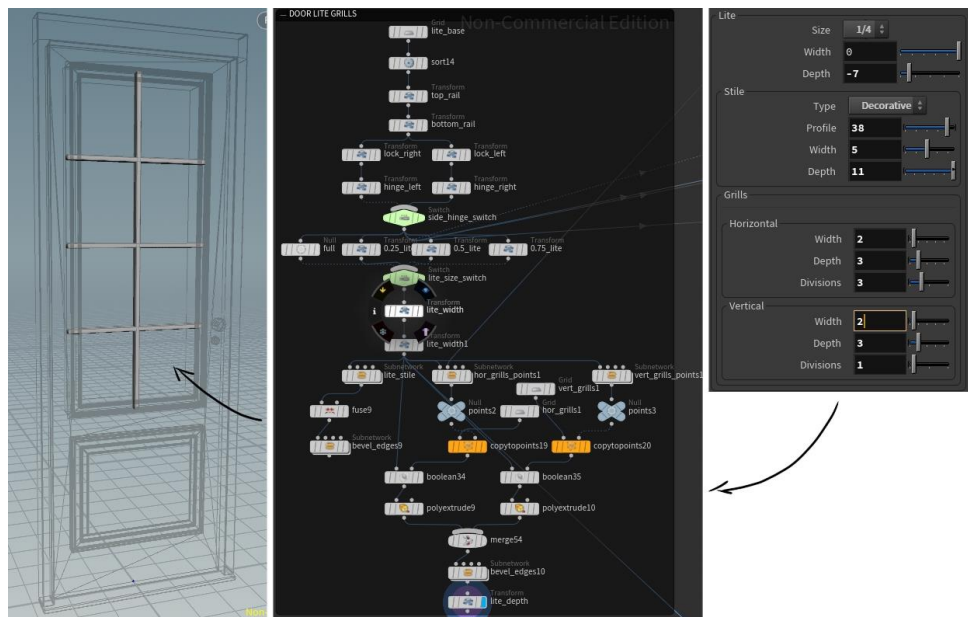 DOOR LITE GRILLS
Non-Commercial Edition
Grid
lite_base
sort14
Transform
top_rail
Transform
bottom_rail
Transform
lock_right
Transform
lock_left
Transform
hinge_left
Transform
hinge_right
Switch
side_hinge_switch
Null
full
Transform
0.25_lit
Transform
0.5_lite
Transform
0.75_lite
Switch
lite_size_switch
Transform
lite_width
Transform
lite_width1
Subnetwork
lite_stile
Subnetwork
hor_grills_points1
Grid
vert_grills1
Subnetwork
vert_grills_points1
fuse9
Null
points2
Grid
hor_grills1
Null
points3
Subnetwork
bevel_edges9
copytopoints19
copytopoints20
boolean34
boolean35
polyextrude9
polyextrude10
merge54
Subnetwork
bevel_edges10
Transform
lite_depth
Non-
Lite
Size 1/4
Width 0
Depth -7
Stile
Type Decorative
Profile 38
Width 5
Depth 11
Grills
Horizontal
Width 2
Depth 3
Divisions 3
Vertical
Width 2
Depth 3
Divisions 1